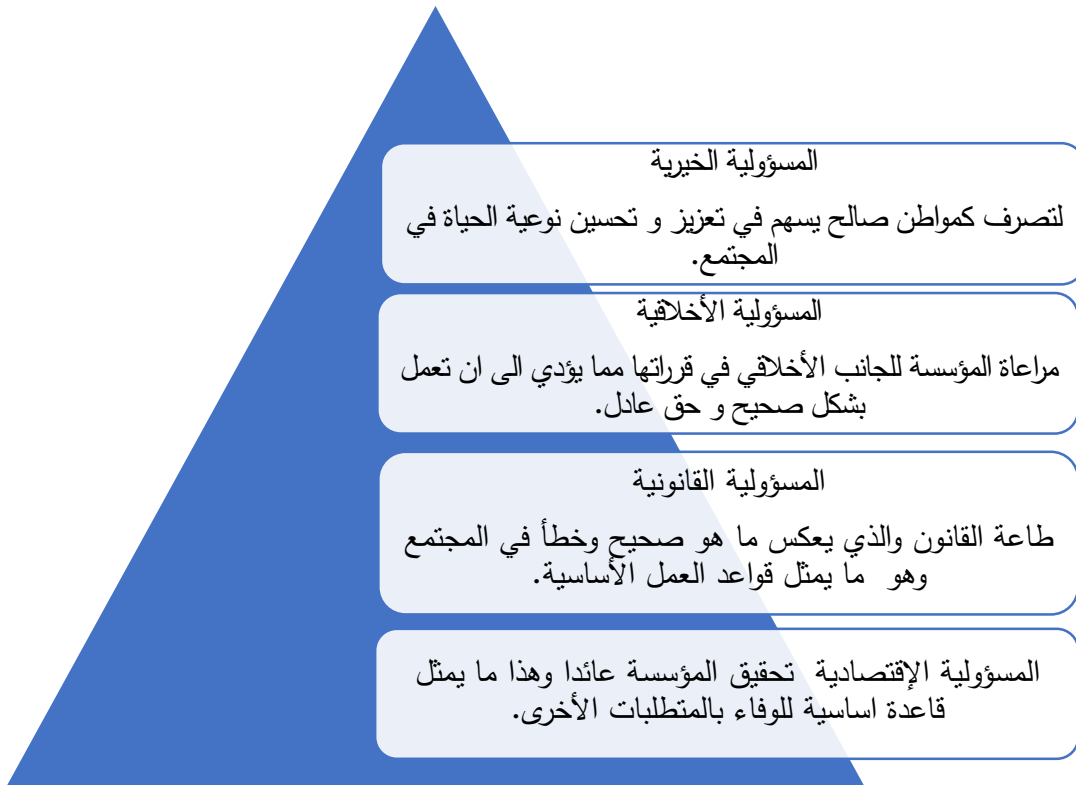 المسؤولية الخيرية
لتصرف كمواطن صالح يسهم في تعزيز و تحسين نوعية الحياة في
المجتمع.
المسؤولية الأخلاقية
مراعاة المؤسسة للجانب الأخلاقي في قرراتها مما يؤدي الى ان تعمل
بشكل صحيح و حق عادل.
المسؤولية القانونية
طاعة القانون والذي يعكس ما هو صحيح وخطأ في المجتمع
وهو ما يمثل قواعد العمل الأساسية.
المسؤولية الإقتصادية تحقيق المؤسسة عائدا وهذا ما يمثل
قاعدة اساسية للوفاء بالمتطلبات الأخرى.